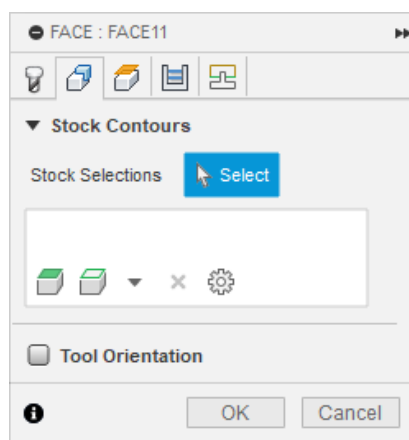 FACE : FACE11
Stock Contours
Stock Selections Select
Tool Orientation
OK Cancel